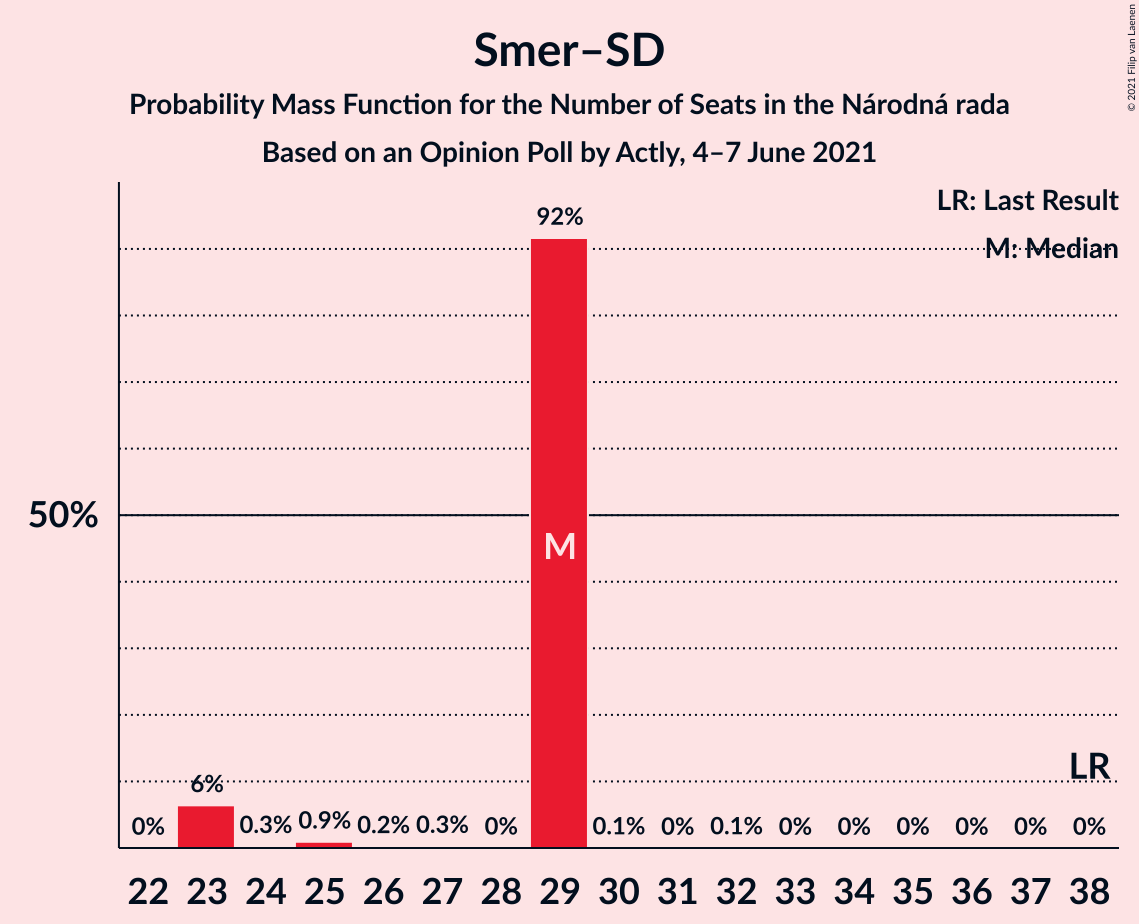 Smer–SD
Probability Mass Function for the Number of Seats in the Národná rada
Based on an Opinion Poll by Actly, 4–7 June 2021
© 2021 Filip van Laenen
LR: Last Result
M: Median
92%
50%
M
LR
0% 6% 0.3% 0.9% 0.2% 0.3% 0% 0.1% 0% 0.1% 0% 0% 0% 0% 0% 0%
22 23 24 25 26 27 28 29 30 31 32 33 34 35 36 37 38